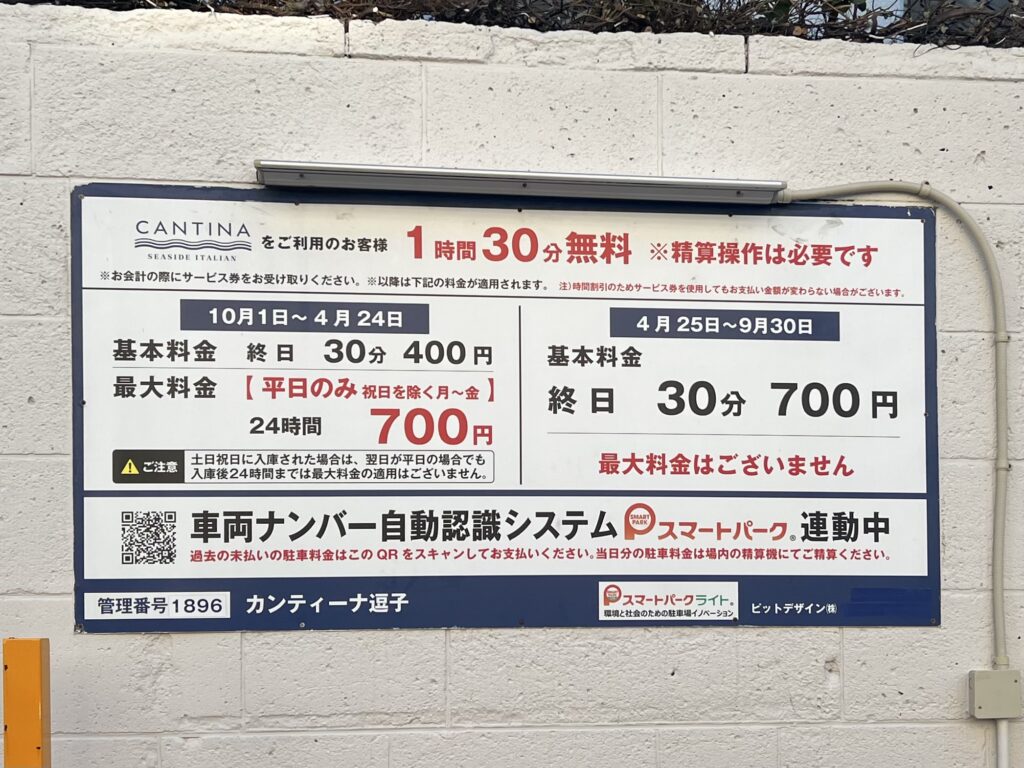 CANTINA
SEASIDE ITALIAN
をご利用のお客様 1時間30分無料 ※精算操作は必要です
※お会計の際にサービス券をお受け取りください。※以降は下記の料金が適用されます。 注)時間割引のためサービス券を使用してもお支払い金額が変わらない場合がございます。
10月1日～4月24日
基本料金 終日 30分 400円
最大料金 【平日のみ 祝日を除く月～金】
24時間 700円
ご注意 土日祝日に入庫された場合は、翌日が平日の場合でも
入庫後24時間までは最大料金の適用はございません。
4月25日～9月30日
基本料金
終日 30分 700円
最大料金はございません
車両ナンバー自動認識システム SMART PARK スマートパーク® 連動中
過去の未払いの駐車料金はこのQRをスキャンしてお支払いください。当日分の駐車料金は場内の精算機にてご精算ください。
管理番号1896 カンティーナ逗子
スマートパークライト®
環境と社会のための駐車場イノベーション
ピットデザイン㈱